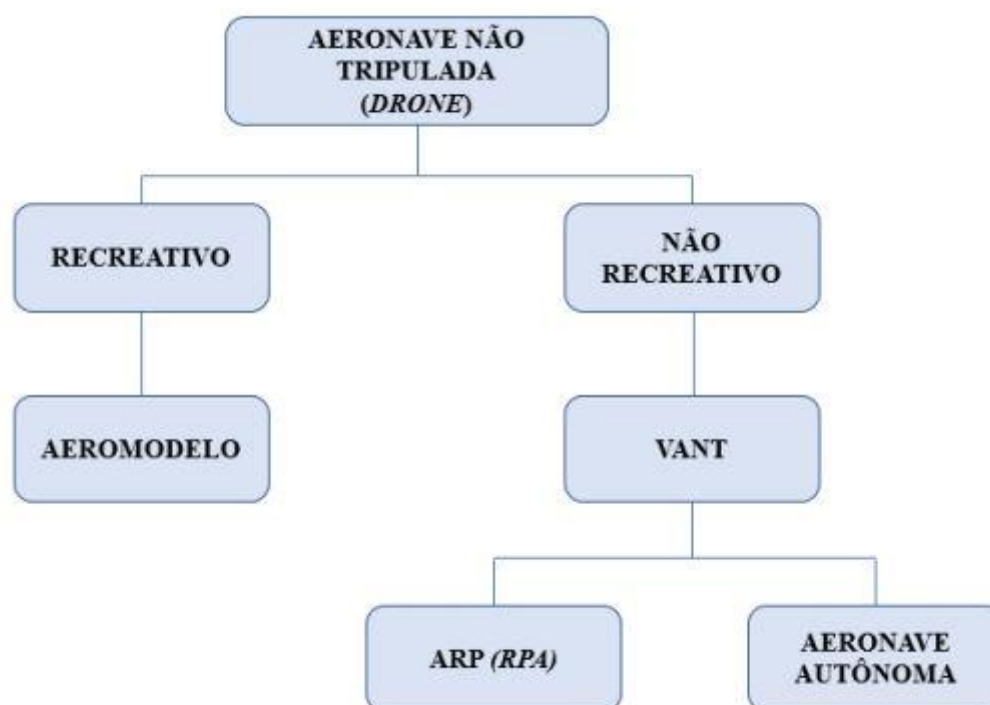 AERONAVE NÃO
TRIPULADA
(DRONE)
RECREATIVO
NÃO
RECREATIVO
AEROMODELO
VANT
ARP (RPA)
AERONAVE
AUTÔNOMA